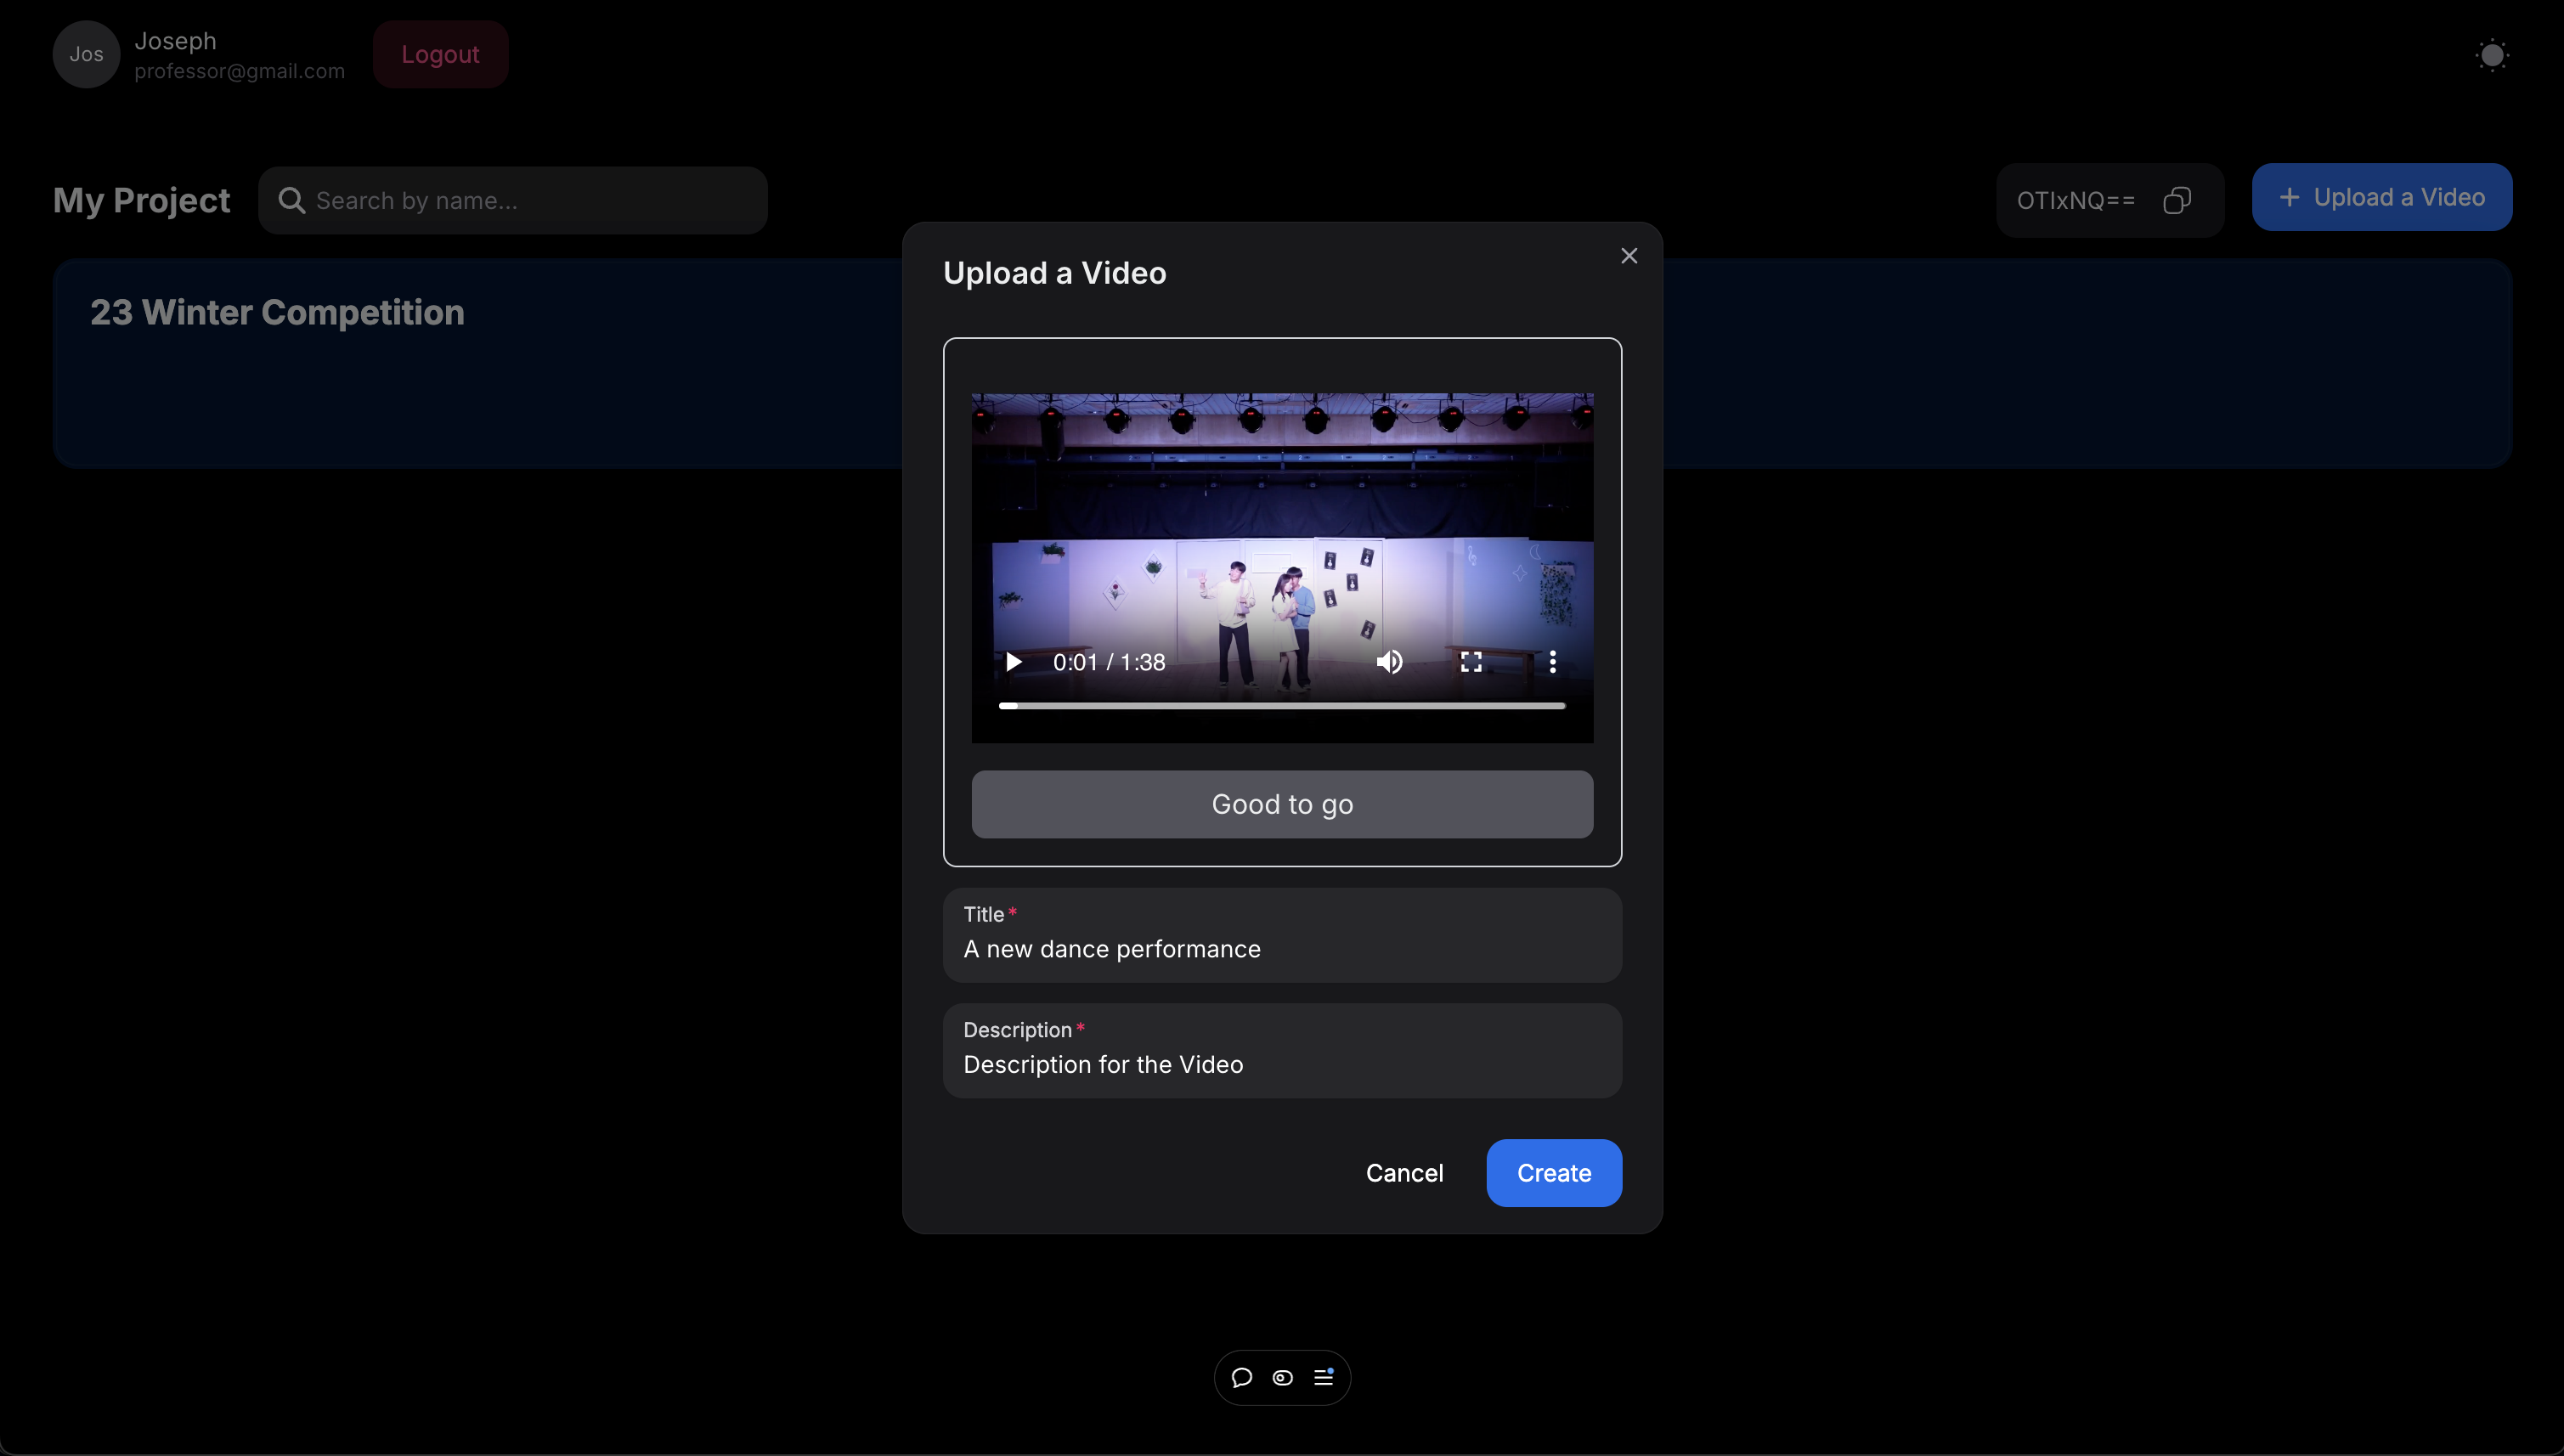 Jos
Joseph
professor@gmail.com
Logout
My Project
Search by name...
OTIxNQ==
+ Upload a Video
23 Winter Competition
Upload a Video
0:01 / 1:38
Good to go
Title*
A new dance performance
Description*
Description for the Video
Cancel
Create